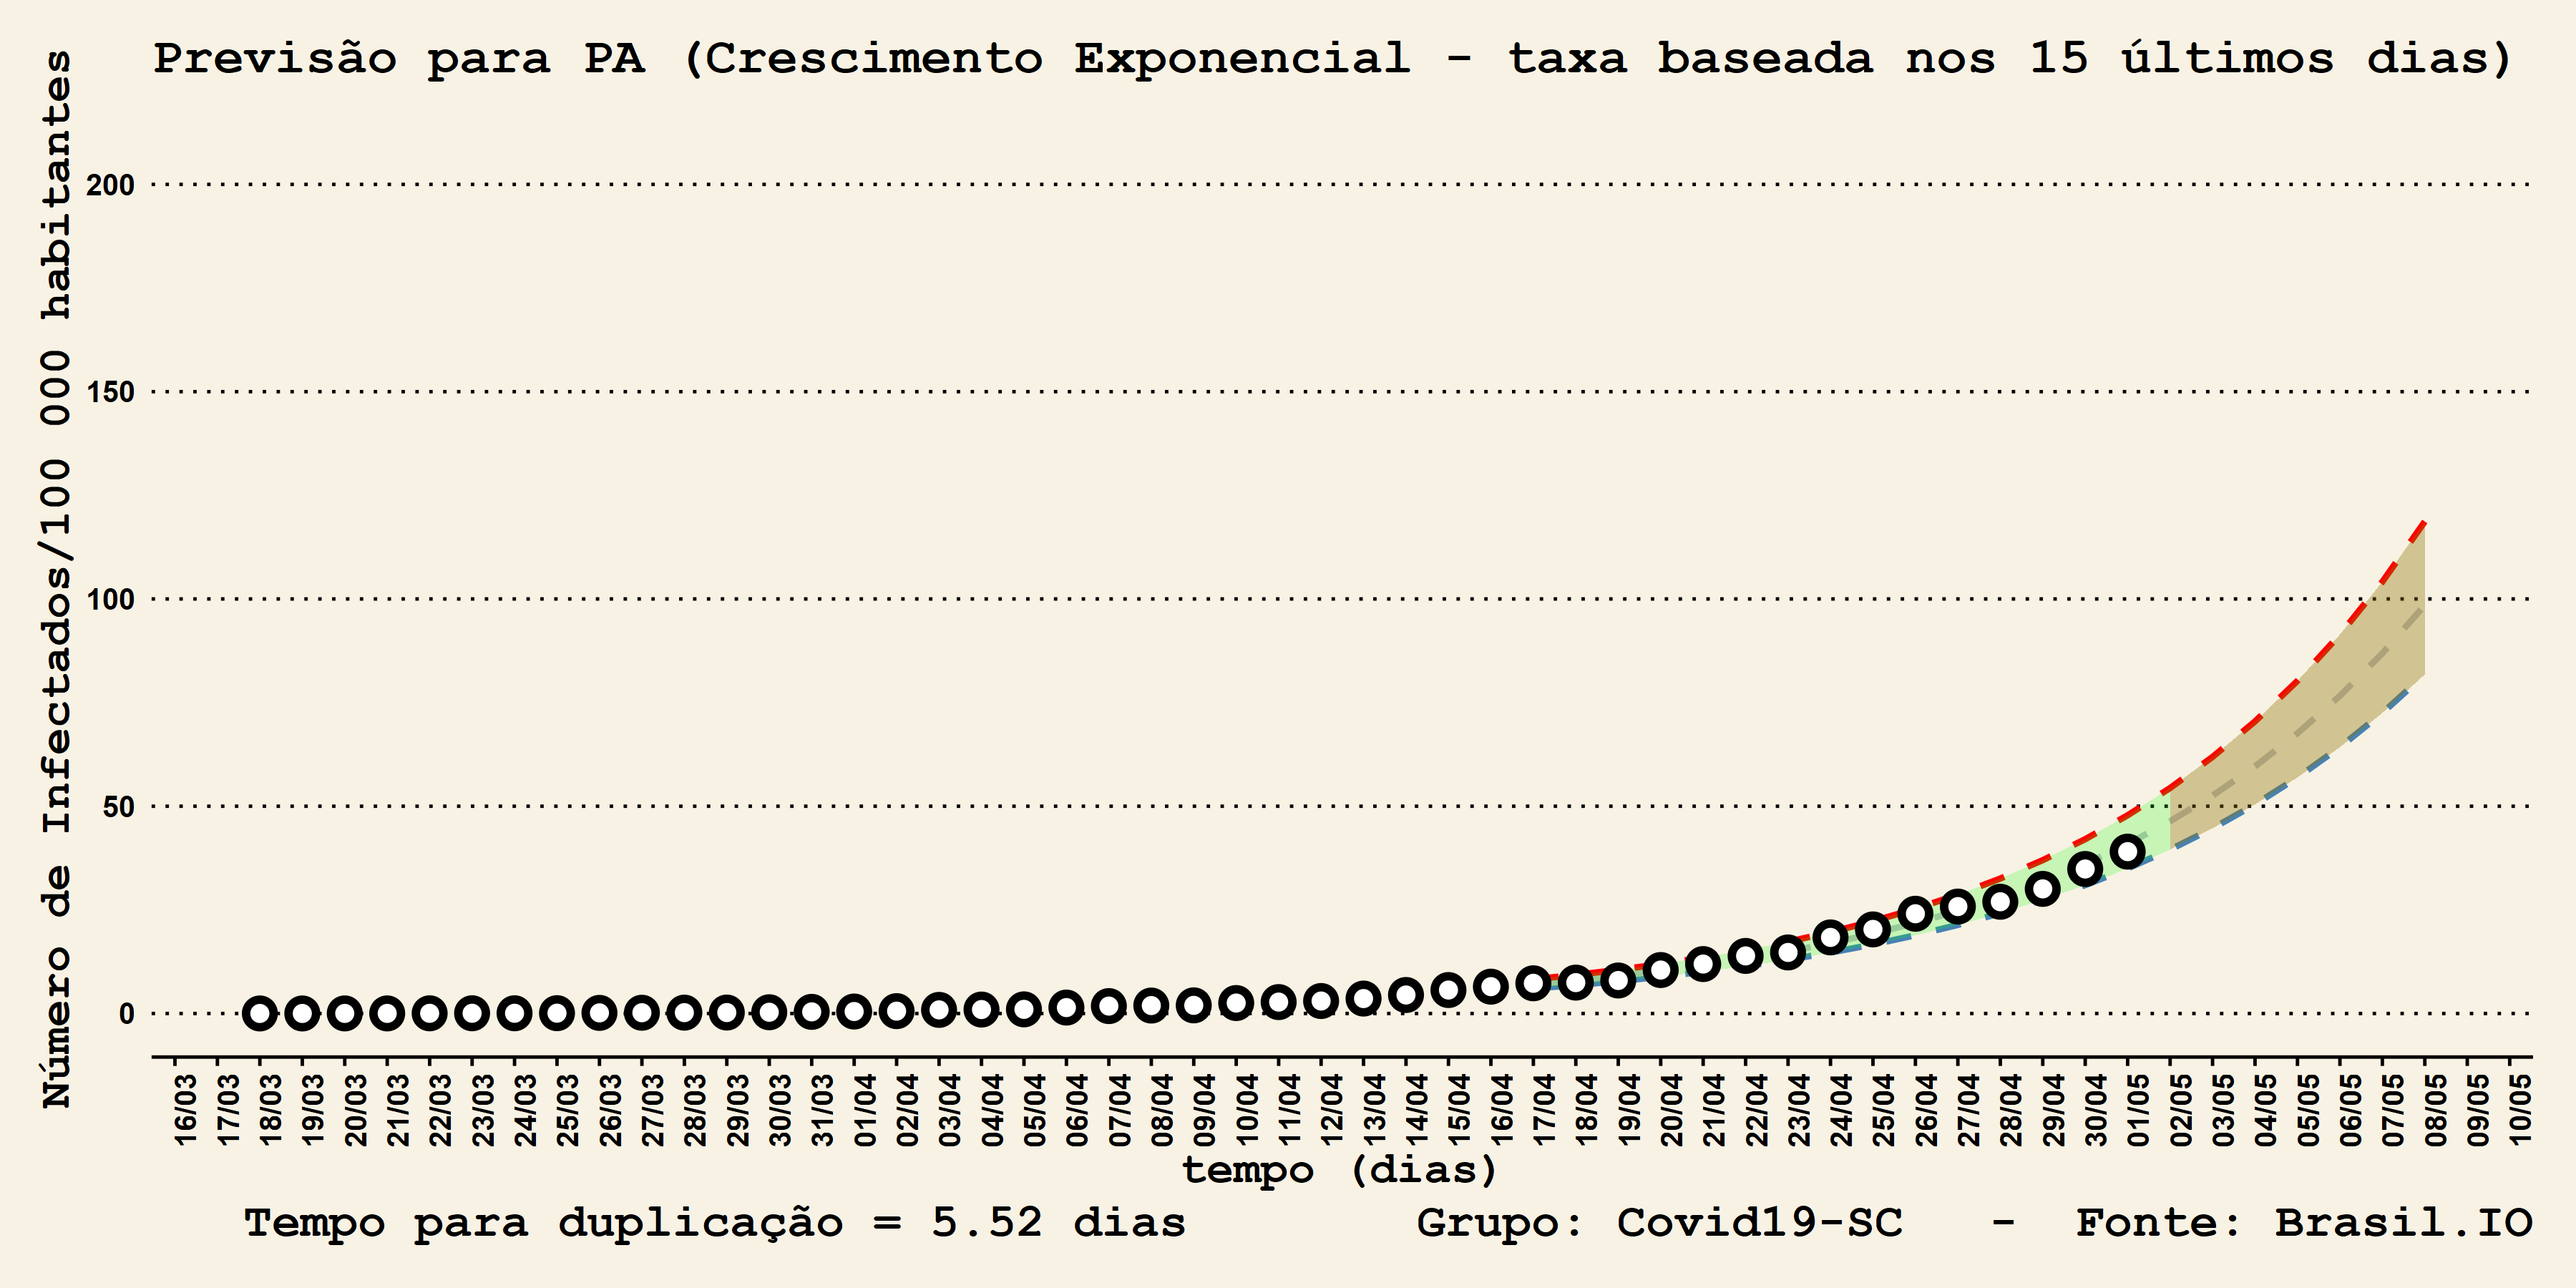 Previsão para PA (Crescimento Exponencial - taxa baseada nos 15 últimos dias)
Número de Infectados/100 000 habitantes
200
150
100
50
0
16/03 17/03 18/03 19/03 20/03 21/03 22/03 23/03 24/03 25/03 26/03 27/03 28/03 29/03 30/03 31/03 01/04 02/04 03/04 04/04 05/04 06/04 07/04 08/04 09/04 10/04 11/04 12/04 13/04 14/04 15/04 16/04 17/04 18/04 19/04 20/04 21/04 22/04 23/04 24/04 25/04 26/04 27/04 28/04 29/04 30/04 01/05 02/05 03/05 04/05 05/05 06/05 07/05 08/05 09/05 10/05
tempo (dias)
Tempo para duplicação = 5.52 dias Grupo: Covid19-SC - Fonte: Brasil.IO